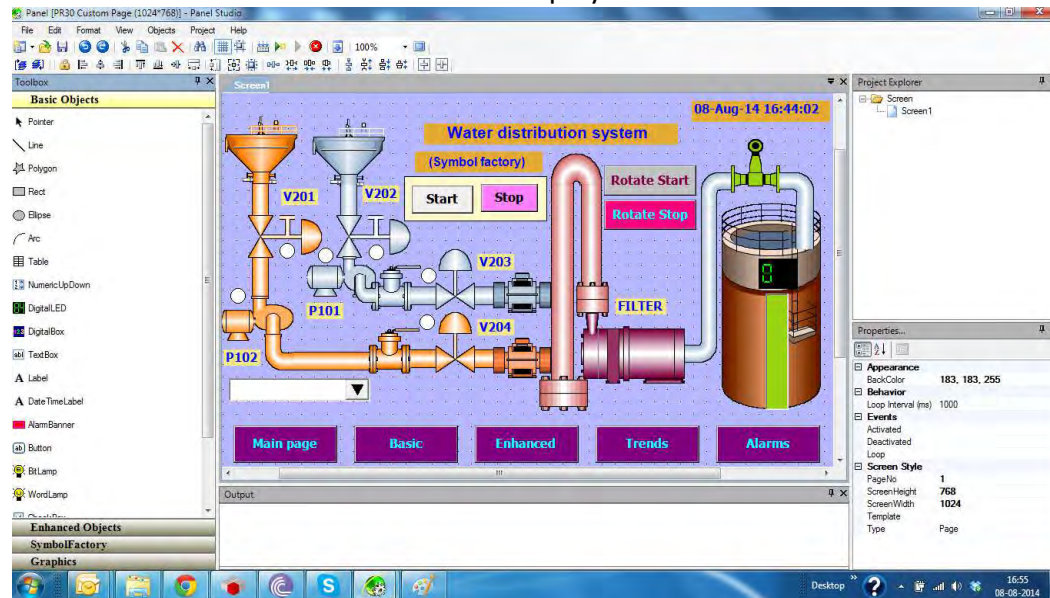 Panel [PR30 Custom Page (1024*768)] - Panel Studio
File Edit Format View Objects Project Help
100%
Toolbox
Basic Objects
Pointer
Line
Polygon
Rect
Elipse
Arc
Table
NumericUpDown
DigitalLED
DigitalBox
TextBox
Label
DateTimeLabel
AlarmBanner
Button
BitLamp
WordLamp
Enhanced Objects
SymbolFactory
Graphics
Screen1
08-Aug-14 16:44:02
Water distribution system
(Symbol factory)
Start Stop
Rotate Start
Rotate Stop
V201 V202
V203
P101
FILTER
V204
P102
Main page Basic Enhanced Trends Alarms
Output
Project Explorer
Screen
Screen1
Properties...
Appearance
BackColor 183, 183, 255
Behavior
Loop Interval (ms) 1000
Events
Activated
Deactivated
Loop
Screen Style
PageNo 1
ScreenHeight 768
ScreenWidth 1024
Template
Type Page
Desktop
16:55
08-08-2014